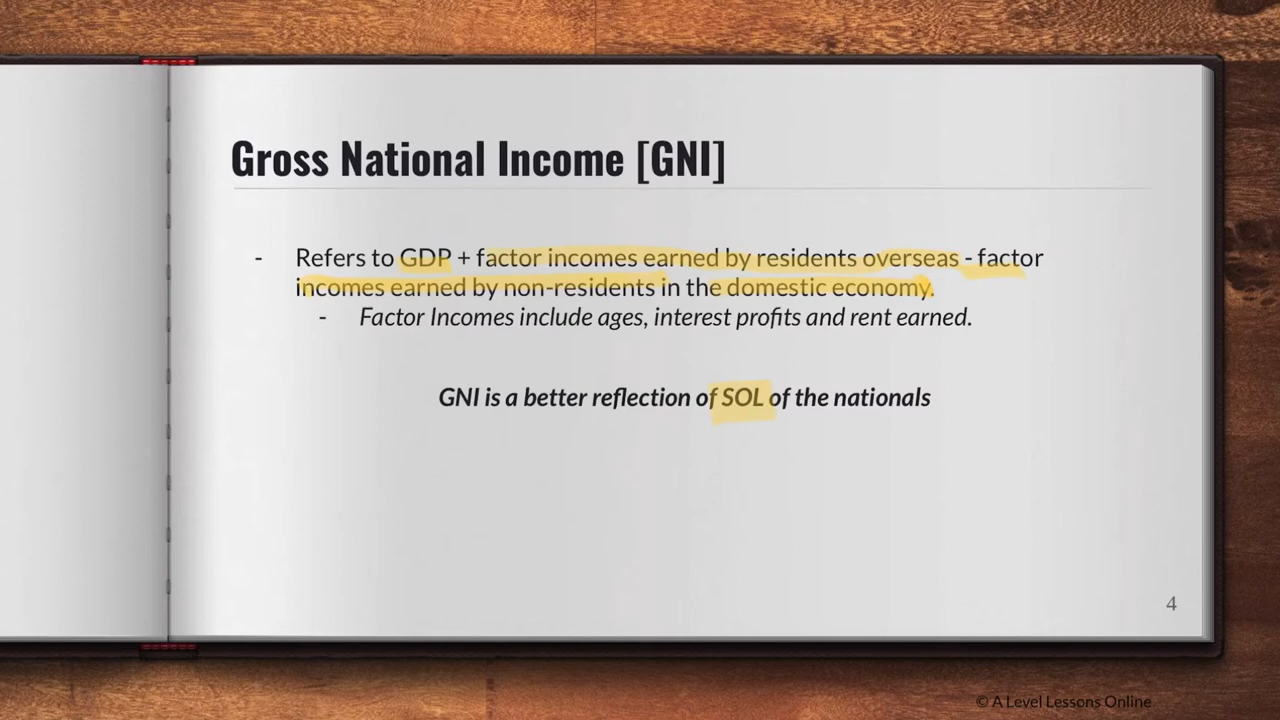 Gross National Income [GNI]
- Refers to GDP + factor incomes earned by residents overseas - factor
incomes earned by non-residents in the domestic economy.
- Factor Incomes include ages, interest profits and rent earned.
GNI is a better reflection of SOL of the nationals
4
© A Level Lessons Online